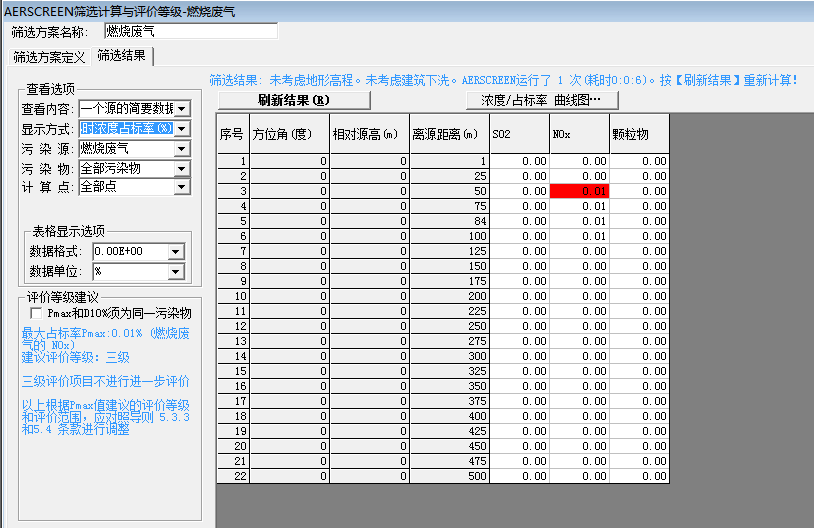 AERSCREEN筛选计算与评价等级-燃烧废气
筛选方案名称: 燃烧废气
筛选方案定义 筛选结果
筛选结果: 未考虑地形高程。未考虑建筑下洗。AERSCREEN运行了 1 次(耗时0:0:6)。按【刷新结果】重新计算!
刷新结果(R) 浓度/占标率 曲线图…
查看选项
查看内容: 一个源的简要数据
显示方式: 时浓度占标率(%)
污 染 源: 燃烧废气
污 染 物: 全部污染物
计 算 点: 全部点
表格显示选项
数据格式: 0.00E+00
数据单位: %
评价等级建议
Pmax和D10%须为同一污染物
最大占标率Pmax:0.01% (燃烧废
气的 NOx)
建议评价等级: 三级
三级评价项目不进行进一步评价
以上根据Pmax值建议的评价等级
和评价范围, 应对照导则 5.3.3
和5.4 条款进行调整
序号 方位角(度) 相对源高(m) 离源距离(m) SO2 NOx 颗粒物
1 0 0 1 0.00 0.00 0.00
2 0 0 25 0.00 0.00 0.00
3 0 0 50 0.00 0.01 0.00
4 0 0 75 0.00 0.01 0.00
5 0 0 84 0.00 0.01 0.00
6 0 0 100 0.00 0.01 0.00
7 0 0 125 0.00 0.00 0.00
8 0 0 150 0.00 0.00 0.00
9 0 0 175 0.00 0.00 0.00
10 0 0 200 0.00 0.00 0.00
11 0 0 225 0.00 0.00 0.00
12 0 0 250 0.00 0.00 0.00
13 0 0 275 0.00 0.00 0.00
14 0 0 300 0.00 0.00 0.00
15 0 0 325 0.00 0.00 0.00
16 0 0 350 0.00 0.00 0.00
17 0 0 375 0.00 0.00 0.00
18 0 0 400 0.00 0.00 0.00
19 0 0 425 0.00 0.00 0.00
20 0 0 450 0.00 0.00 0.00
21 0 0 475 0.00 0.00 0.00
22 0 0 500 0.00 0.00 0.00